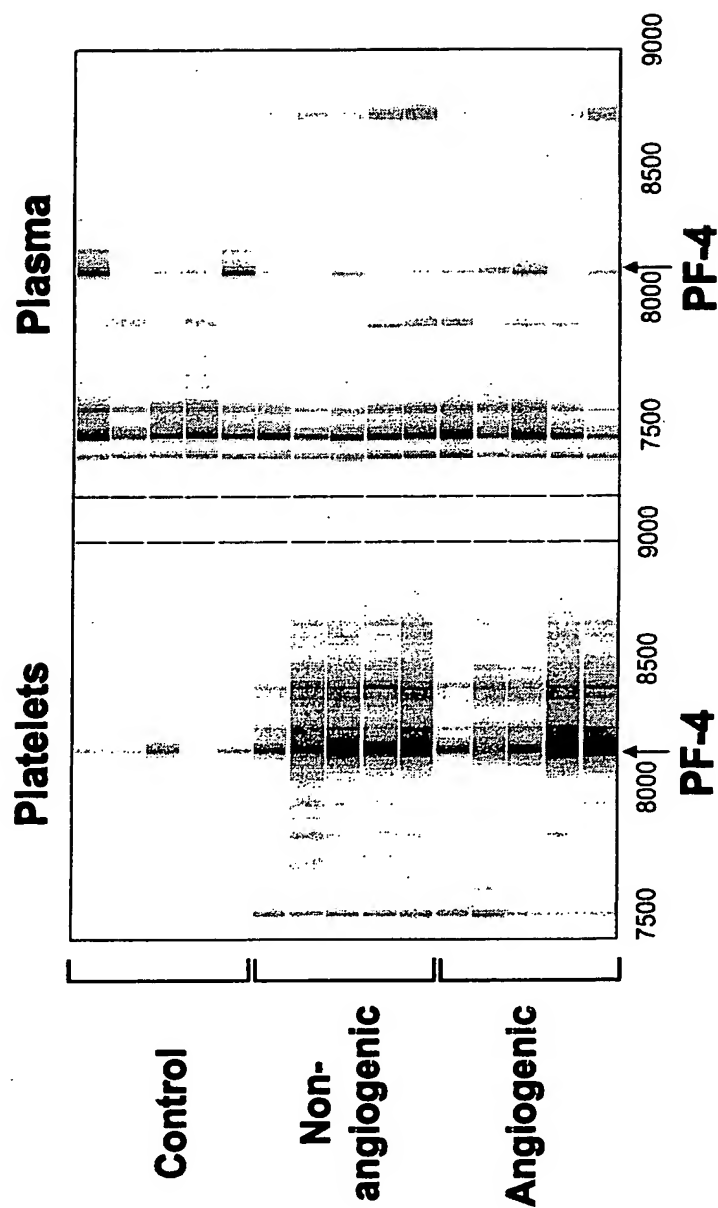 Platelets
Plasma
Control
Non-
angiogenic
Angiogenic
7500
8000
8500
9000
7500
8000
8500
9000
PF-4
PF-4